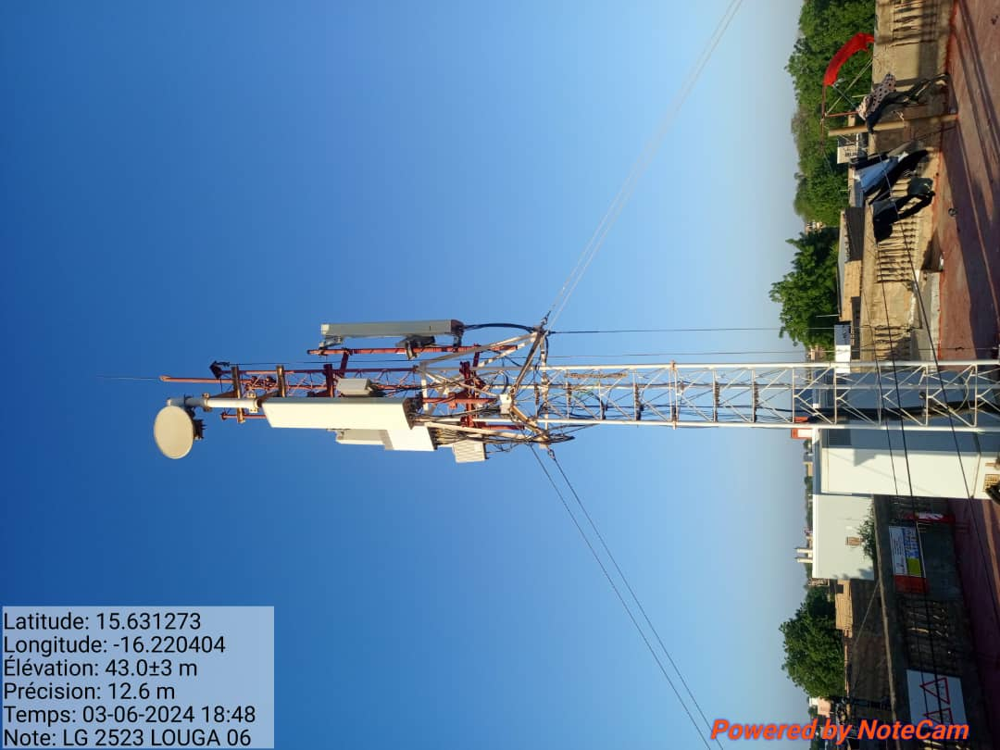 Latitude: 15.631273
Longitude: -16.220404
Élévation: 43.0±3 m
Précision: 12.6 m
Temps: 03-06-2024 18:48
Note: LG 2523 LOUGA 06
Powered by NoteCam